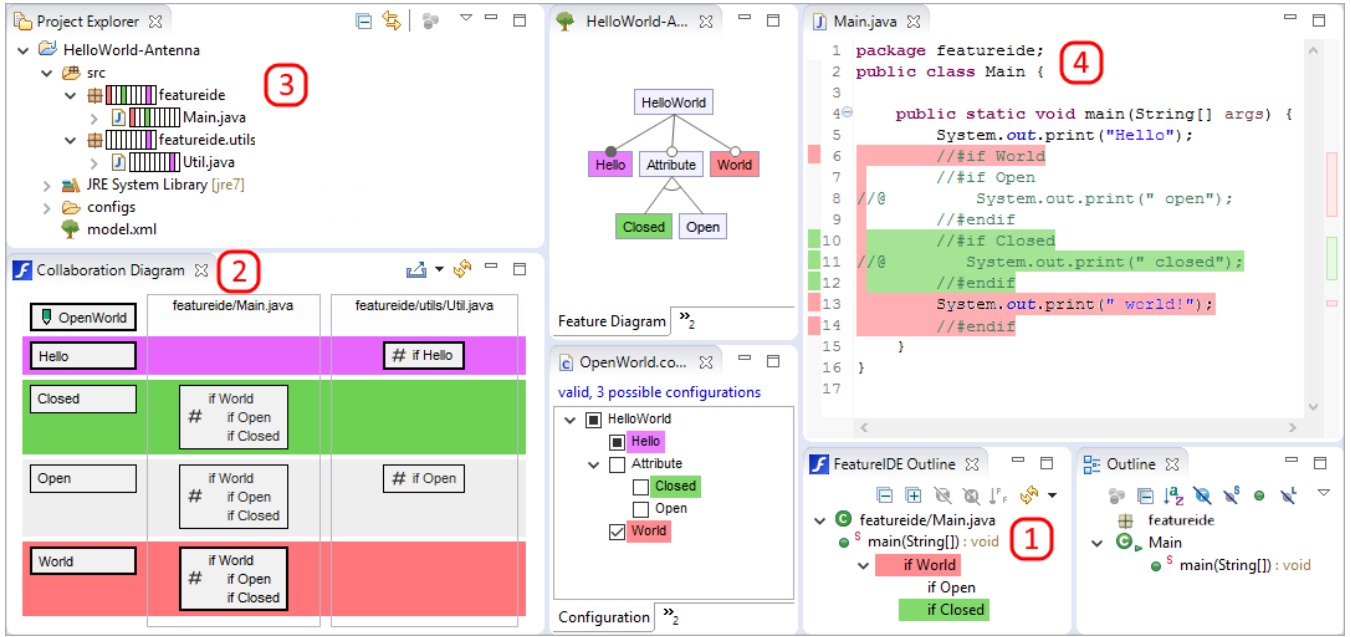 Project Explorer
HelloWorld-Antenna
src
featureide
Main.java
featureide.utils
Util.java
JRE System Library [jre7]
configs
model.xml
3
Collaboration Diagram
2
featureide/Main.java
featureide/utils/Util.java
OpenWorld
Hello
# if Hello
Closed
# if World
if Open
if Closed
Open
# if World
if Open
if Closed
# if Open
World
# if World
if Open
if Closed
HelloWorld-A...
HelloWorld
Hello
Attribute
World
Closed
Open
Feature Diagram
»2
OpenWorld.co...
valid, 3 possible configurations
HelloWorld
Hello
Attribute
Closed
Open
World
Configuration
»2
Main.java
4
1 package featureide;
2 public class Main {
3
4 public static void main(String[] args) {
5 System.out.print("Hello");
6 //#if World
7 //#if Open
8 //@ System.out.print(" open");
9 //#endif
10 //#if Closed
11 //@ System.out.print(" closed");
12 //#endif
13 System.out.print(" world!");
14 //#endif
15 }
16 }
17
FeatureIDE Outline
featureide/Main.java
main(String[]) : void
if World
if Open
if Closed
1
Outline
featureide
Main
main(String[]) : void